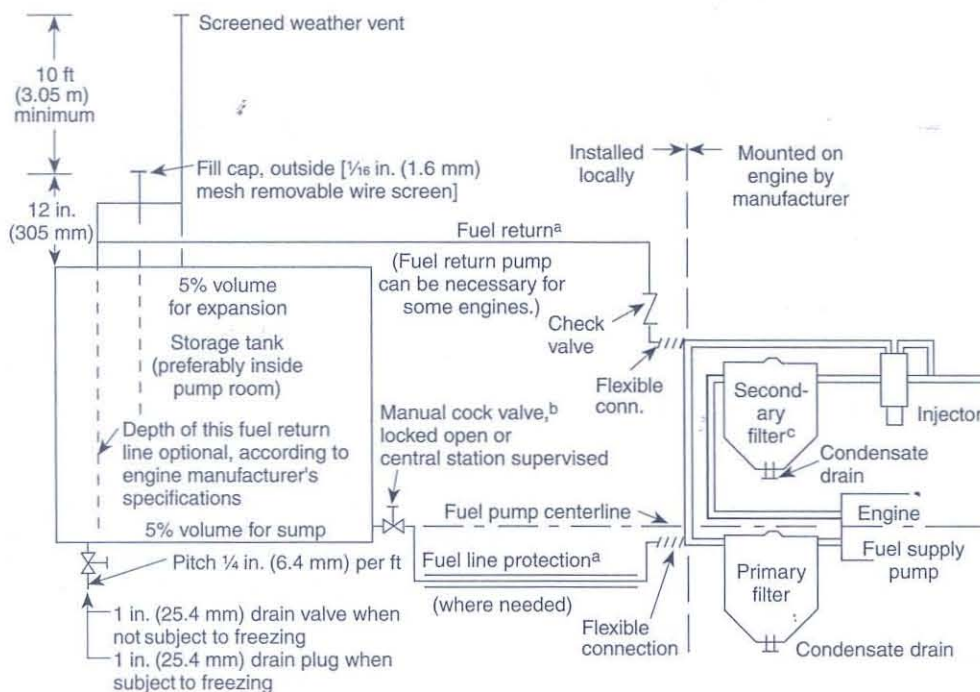 Screened weather vent
10 ft
(3.05 m)
minimum
Fill cap, outside [1⁄16 in. (1.6 mm)
mesh removable wire screen]
12 in.
(305 mm)
Installed
locally
Mounted on
engine by
manufacturer
Fuel returnᵃ
(Fuel return pump
can be necessary for
some engines.)
5% volume
for expansion
Storage tank
(preferably inside
pump room)
Check
valve
Flexible
conn.
Second-
ary
filterᶜ
Injector
Condensate
drain
Depth of this fuel return
line optional, according to
engine manufacturer's
specifications
Manual cock valve,ᵇ
locked open or
central station supervised
5% volume for sump
Fuel pump centerline
Engine
Fuel supply
pump
Pitch 1⁄4 in. (6.4 mm) per ft
Fuel line protectionᵃ
(where needed)
Primary
filter
Flexible
connection
Condensate drain
1 in. (25.4 mm) drain valve when
not subject to freezing
1 in. (25.4 mm) drain plug when
subject to freezing